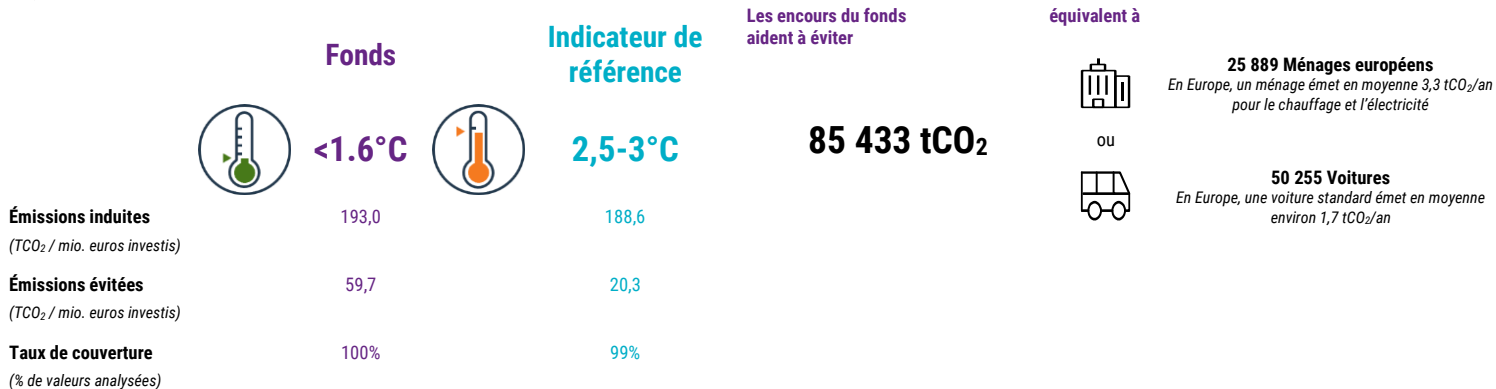 Fonds
Indicateur de
référence
<1.6°C
2,5-3°C
Émissions induites
193,0
188,6
(TCO₂ / mio. euros investis)
Émissions évitées
59,7
20,3
(TCO₂ / mio. euros investis)
Taux de couverture
100%
99%
(% de valeurs analysées)
Les encours du fonds
aident à éviter
85 433 tCO₂
équivalent à
25 889 Ménages européens
En Europe, un ménage émet en moyenne 3,3 tCO₂/an
pour le chauffage et l'électricité
ou
50 255 Voitures
En Europe, une voiture standard émet en moyenne
environ 1,7 tCO₂/an